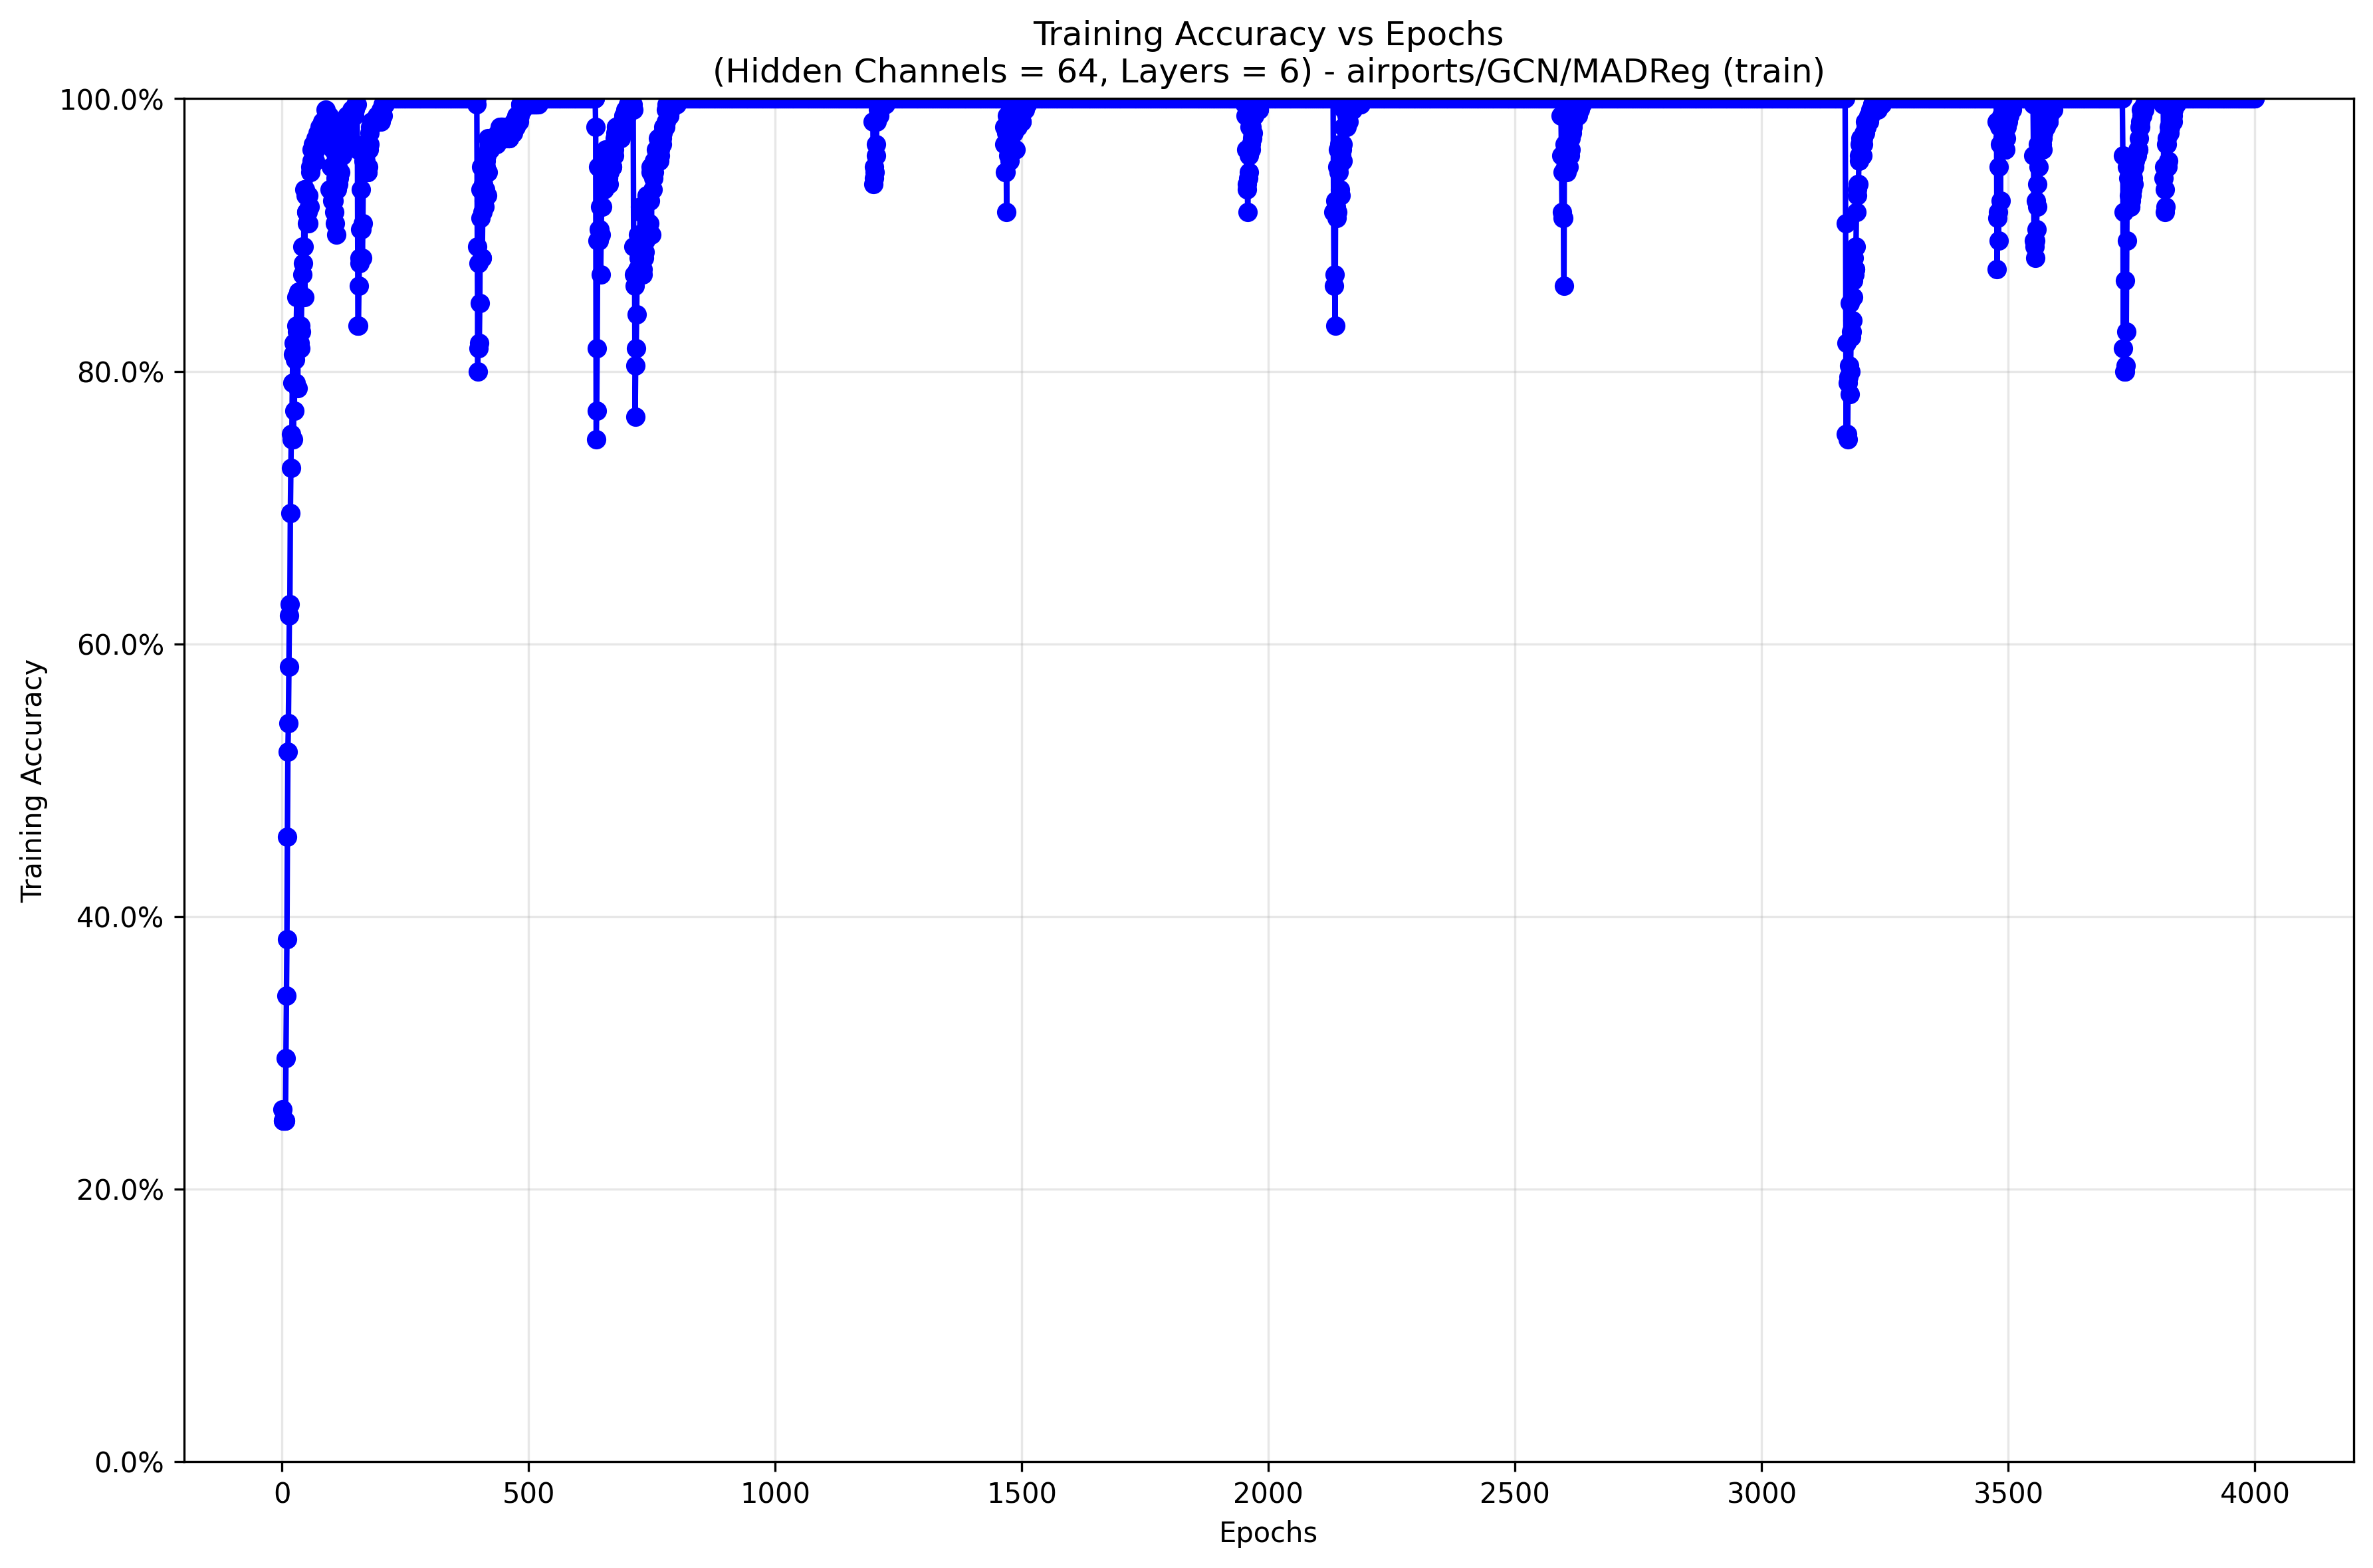 Training Accuracy vs Epochs
(Hidden Channels = 64, Layers = 6) - airports/GCN/MADReg (train)
Training Accuracy
100.0%
80.0%
60.0%
40.0%
20.0%
0.0%
0 500 1000 1500 2000 2500 3000 3500 4000
Epochs